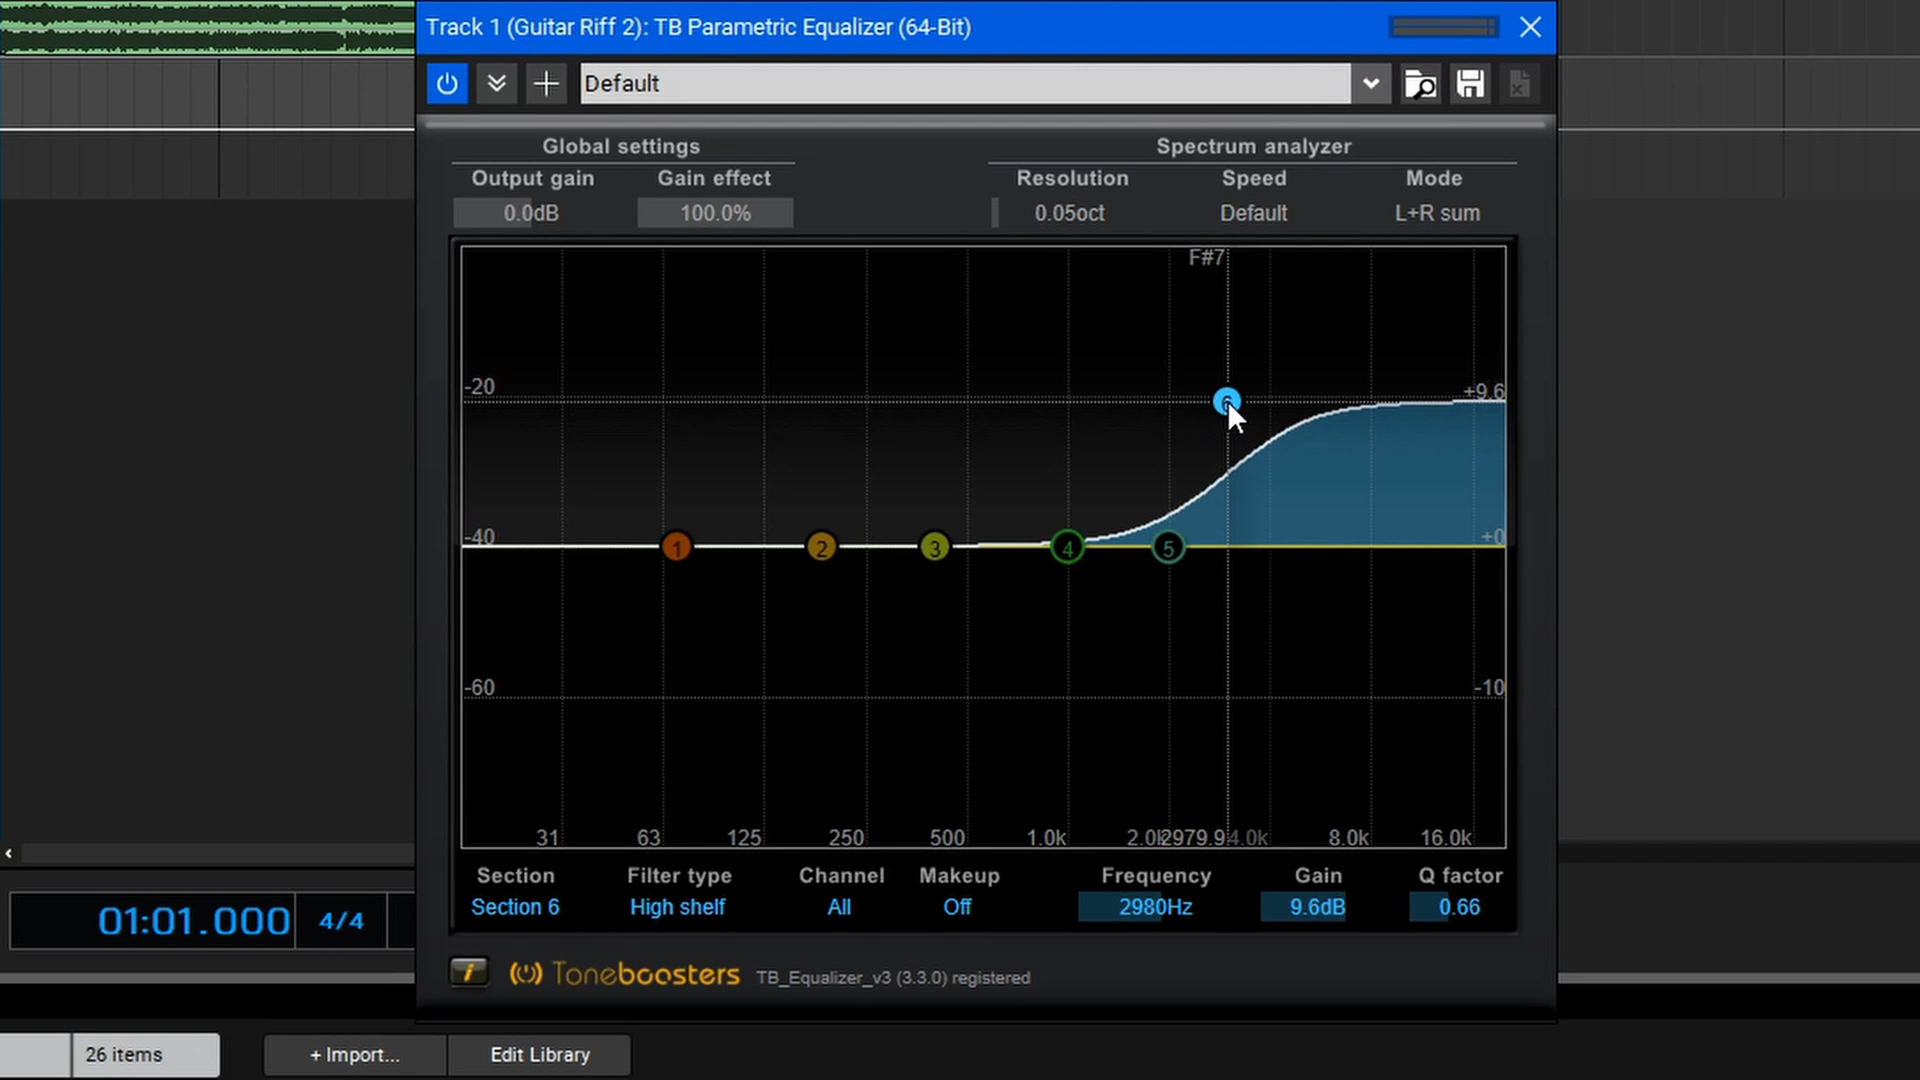 Track 1 (Guitar Riff 2): TB Parametric Equalizer (64-Bit)
Default
Global settings
Spectrum analyzer
Output gain
Gain effect
Resolution
Speed
Mode
0.0dB
100.0%
0.05oct
Default
L+R sum
F#7
-20
+9.6
6
-40
1
2
3
4
5
+0
-60
-10
31
63
125
250
500
1.0k
2.0k
2979.9
4.0k
8.0k
16.0k
Section
Filter type
Channel
Makeup
Frequency
Gain
Q factor
Section 6
High shelf
All
Off
2980Hz
9.6dB
0.66
01:01.000
4/4
i
Toneboosters
TB_Equalizer_v3 (3.3.0) registered
26 items
+ Import...
Edit Library